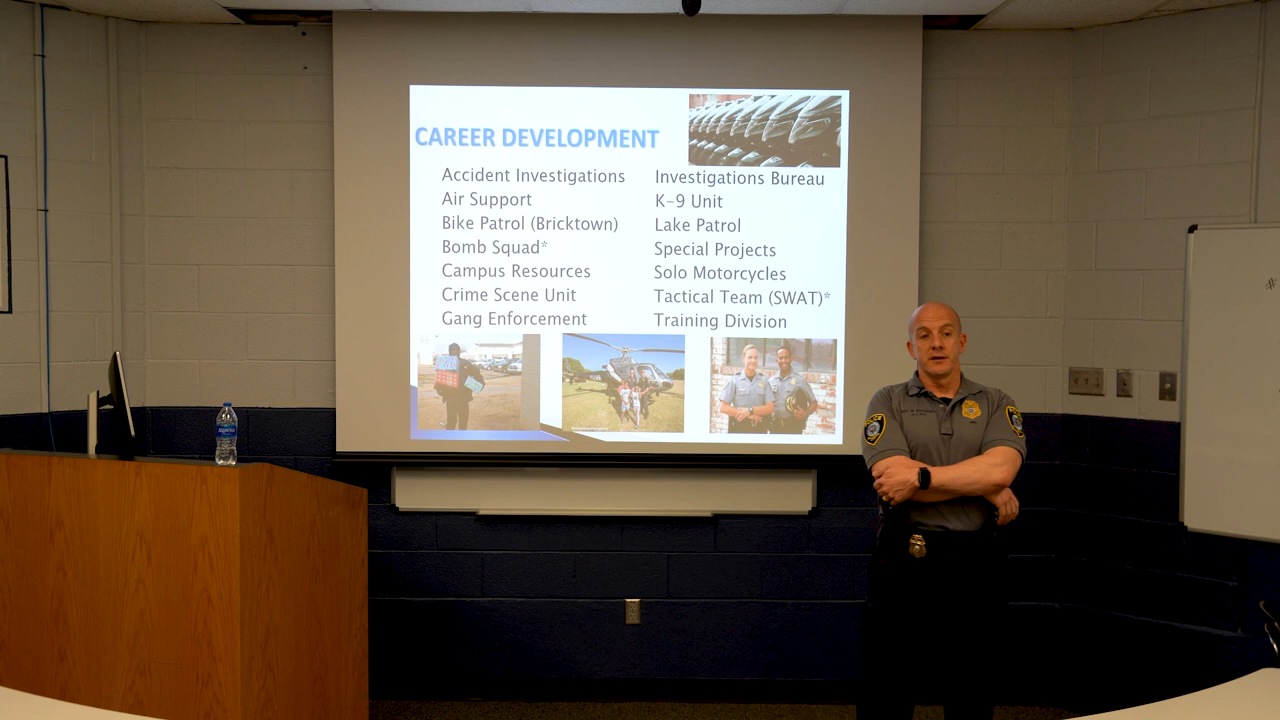 CAREER DEVELOPMENT
Accident Investigations
Air Support
Bike Patrol (Bricktown)
Bomb Squad*
Campus Resources
Crime Scene Unit
Gang Enforcement
Investigations Bureau
K-9 Unit
Lake Patrol
Special Projects
Solo Motorcycles
Tactical Team (SWAT)*
Training Division
POLICE